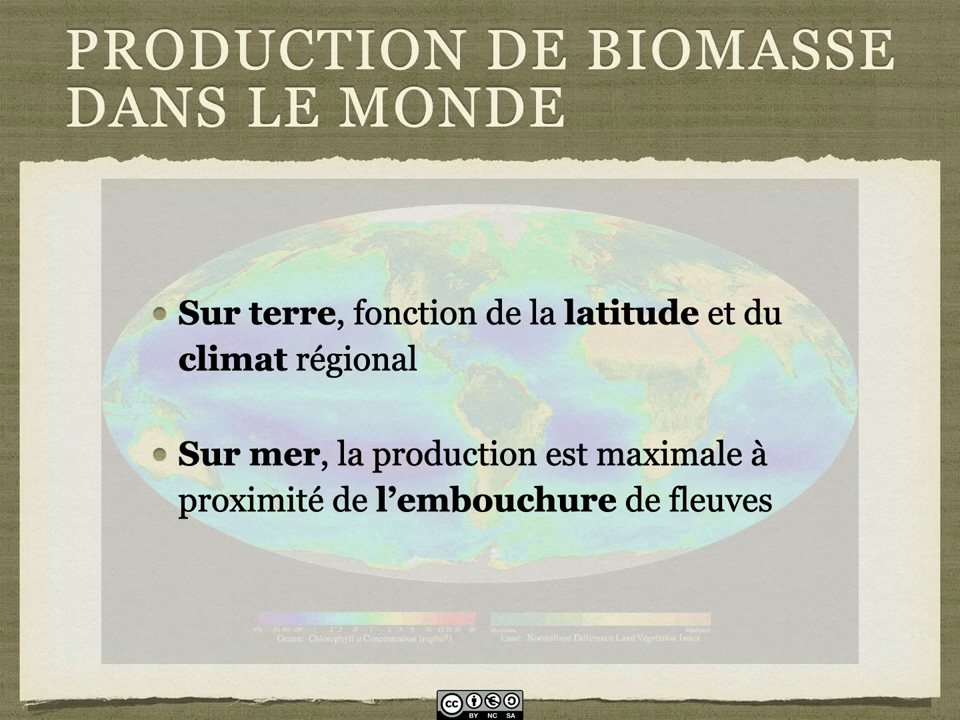 PRODUCTION DE BIOMASSE
DANS LE MONDE
Sur terre, fonction de la latitude et du
climat régional
Sur mer, la production est maximale à
proximité de l’embouchure de fleuves
Ocean: Chlorophyll a Concentration (mg/m³)
Land: Normalized Difference Land Vegetation Index
cc
BY NC SA